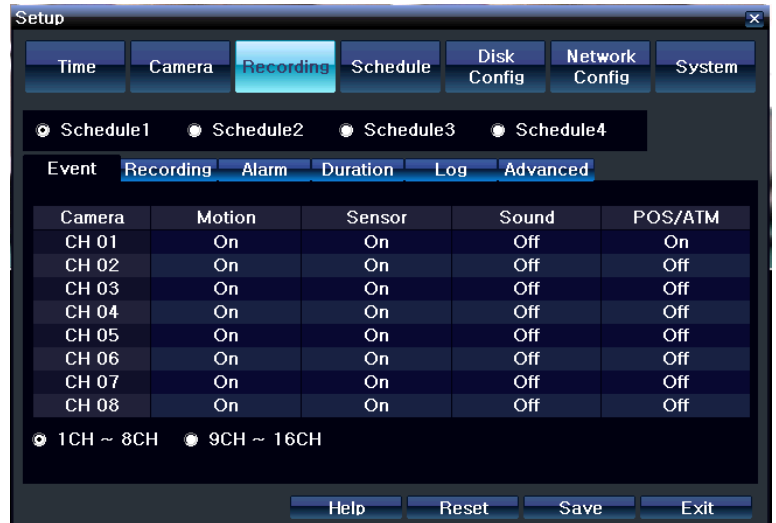 Setup
Time Camera Recording Schedule Disk Config Network Config System
Schedule1 Schedule2 Schedule3 Schedule4
Event Recording Alarm Duration Log Advanced
Camera Motion Sensor Sound POS/ATM
CH 01 On On Off On
CH 02 On On Off Off
CH 03 On On Off Off
CH 04 On On Off Off
CH 05 On On Off Off
CH 06 On On Off Off
CH 07 On On Off Off
CH 08 On On Off Off
1CH ~ 8CH 9CH ~ 16CH
Help Reset Save Exit